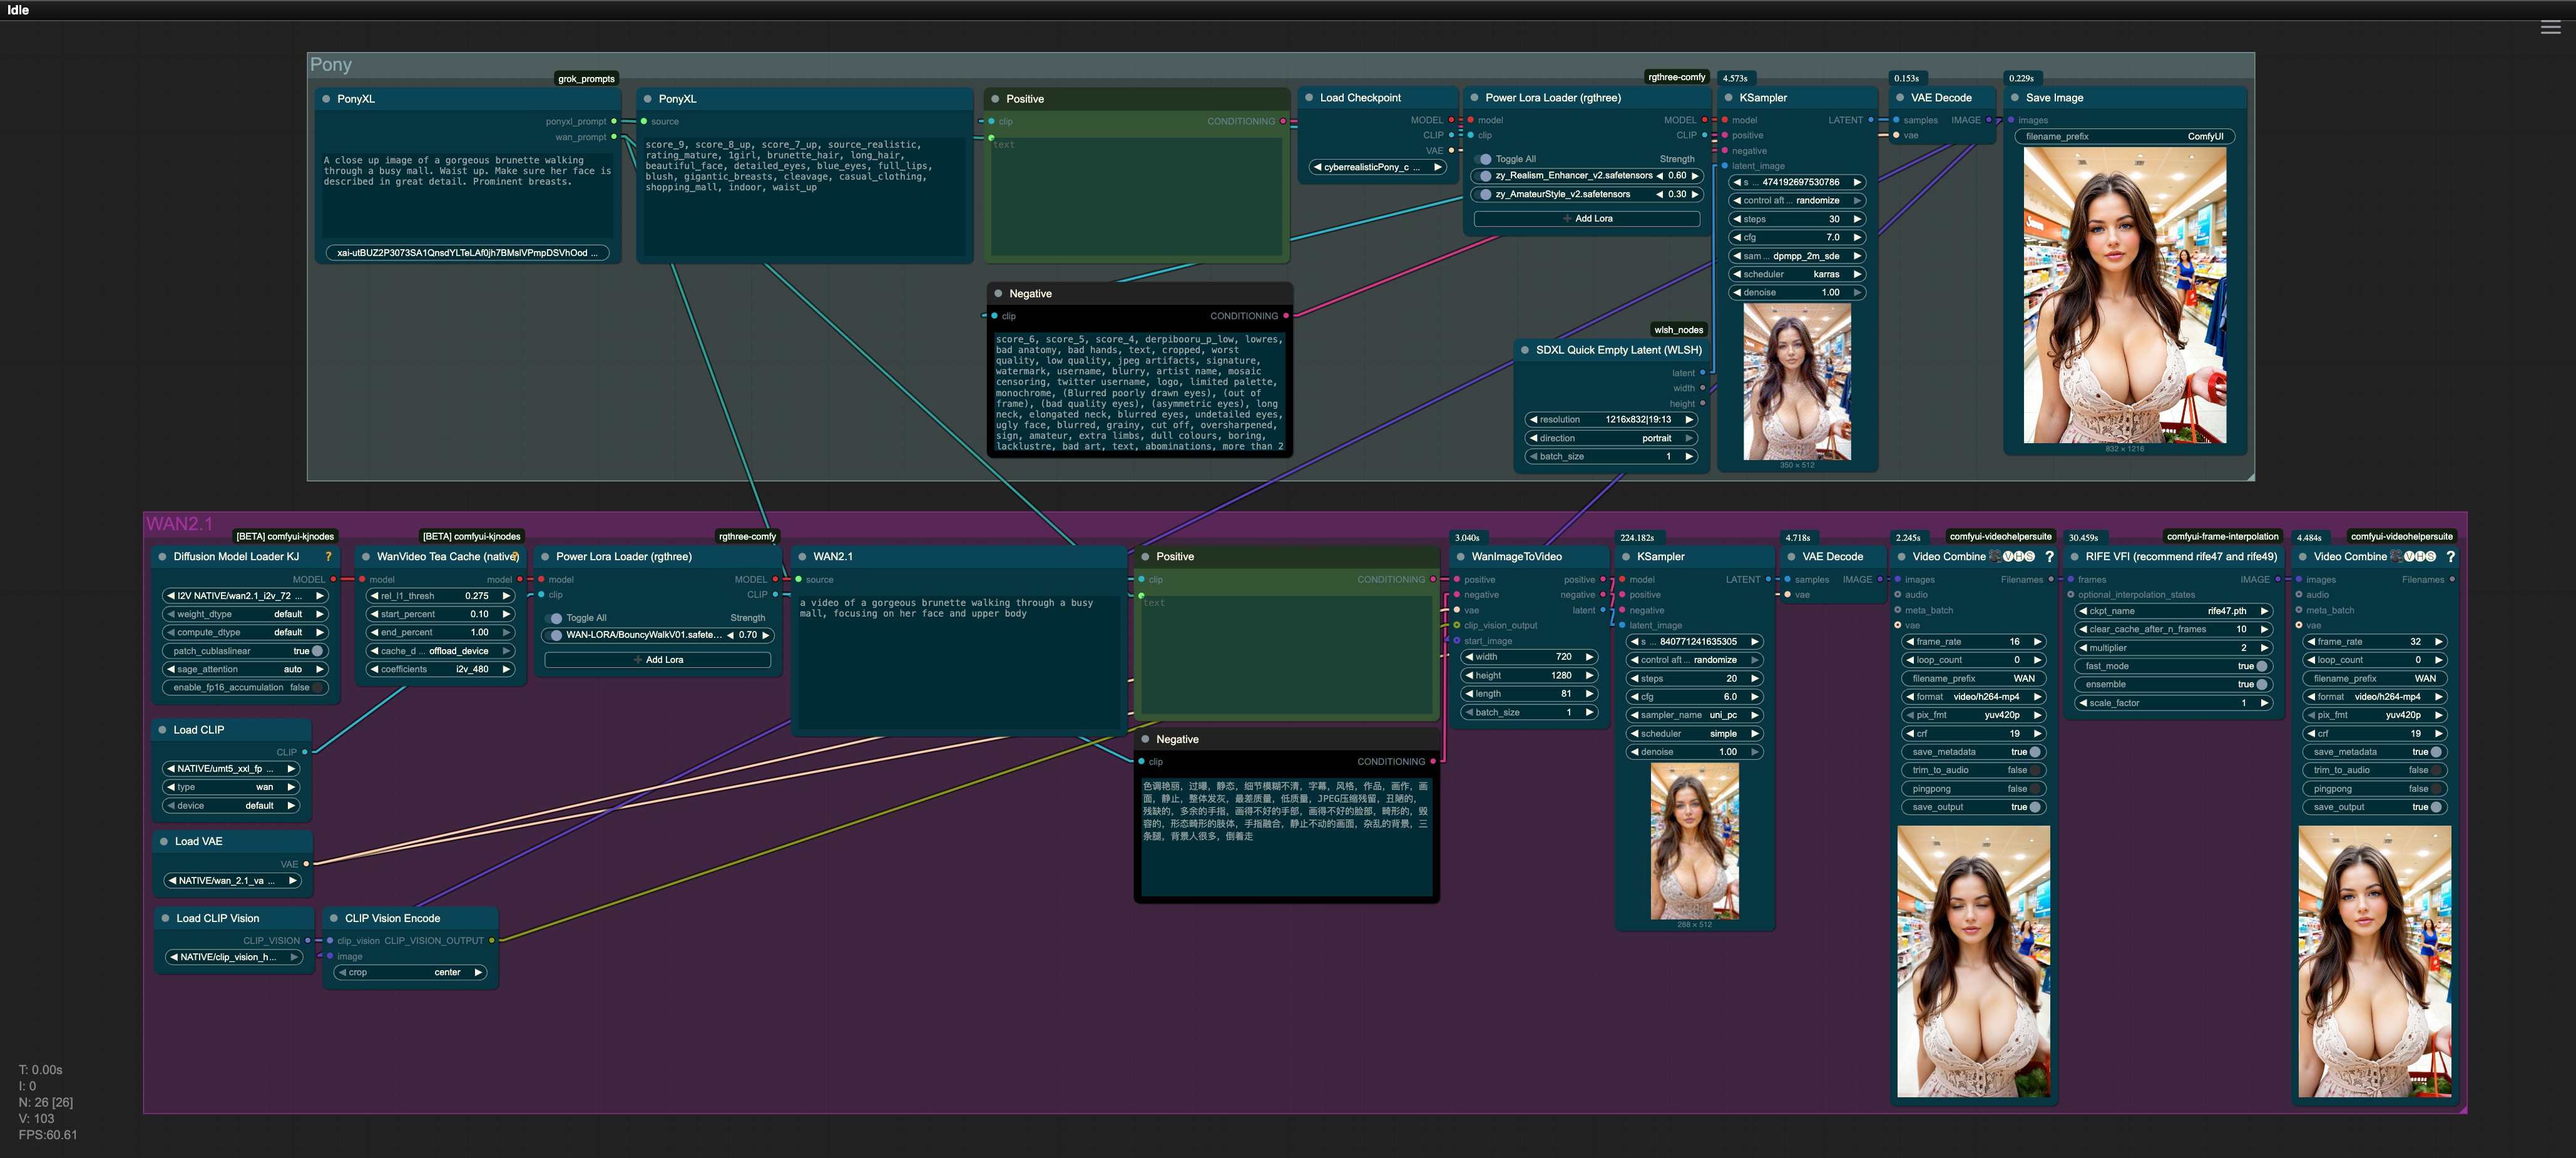 Idle
Pony
grok_prompts
PonyXL
ponyxl_prompt
wan_prompt
A close up image of a gorgeous brunette walking
through a busy mall. Waist up. Make sure her face is
described in great detail. Prominent breasts.
PonyXL
source
score_9, score_8_up, score_7_up, source_realistic,
rating_mature, 1girl, brunette_hair, long_hair,
beautiful_face, detailed_eyes, blue_eyes, full_lips,
blush, gigantic_breasts, cleavage, casual_clothing,
shopping_mall, indoor, waist_up
Positive
clip CONDITIONING
text
Negative
clip CONDITIONING
score_6, score_5, score_4, derpibooru_p_low, lowres,
bad anatomy, bad hands, text, cropped, worst
quality, low quality, jpeg artifacts, signature,
watermark, username, blurry, artist name, mosaic
censoring, twitter username, logo, limited palette,
monochrome, (Blurred poorly drawn eyes), (out of
frame), (bad quality eyes), (asymmetric eyes), long
neck, elongated neck, blurred eyes, undetailed eyes,
ugly face, blurred, grainy, cut off, oversharpened,
sign, amateur, extra limbs, dull colours, boring,
lacklustre, bad art, text, abominations, more than 2
Load Checkpoint
MODEL
CLIP
VAE
cyberrealisticPony_c ...
rgthree-comfy
Power Lora Loader (rgthree)
model MODEL
clip CLIP
Toggle All Strength
zy_Realism_Enhancer_v2.safetensors 0.60
zy_AmateurStyle_v2.safetensors 0.30
Add Lora
wlsh_nodes
SDXL Quick Empty Latent (WLSH)
latent
width
height
resolution 1216x832|19:13
direction portrait
batch_size 1
4.573s
KSampler
model LATENT
positive
negative
latent_image
s ... 474192697530786
control aft ... randomize
steps 30
cfg 7.0
sam ... dpmpp_2m_sde
scheduler karras
denoise 1.00
350 × 512
0.153s
VAE Decode
samples IMAGE
vae
0.229s
Save Image
images
filename_prefix ComfyUI
832 × 1216
WAN2.1
[BETA] comfyui-kjnodes
Diffusion Model Loader KJ ?
MODEL
I2V NATIVE/wan2.1_i2v_72 ...
weight_dtype default
compute_dtype default
patch_cublaslinear true
sage_attention auto
enable_fp16_accumulation false
[BETA] comfyui-kjnodes
WanVideo Tea Cache (native)
model model
rel_l1_thresh 0.275
start_percent 0.10
end_percent 1.00
cache_d ... offload_device
coefficients i2v_480
rgthree-comfy
Power Lora Loader (rgthree)
model MODEL
clip CLIP
Toggle All Strength
WAN-LORA/BouncyWalkV01.safete... 0.70
Add Lora
WAN2.1
source
a video of a gorgeous brunette walking through a busy
mall, focusing on her face and upper body
Positive
clip CONDITIONING
text
Negative
clip CONDITIONING
色调艳丽, 过曝, 静态, 细节模糊不清, 字幕, 风格, 作品, 画作, 画
面, 静止, 整体发灰, 最差质量, 低质量, JPEG压缩残留, 丑陋的,
残缺的, 多余的手指, 画得不好的手部, 画得不好的脸部, 畸形的, 毁
容的, 形态畸形的肢体, 手指融合, 静止不动的画面, 杂乱的背景, 三
条腿, 背景人很多, 倒着走
Load CLIP
CLIP
NATIVE/umt5_xxl_fp ...
type wan
device default
Load VAE
VAE
NATIVE/wan_2.1_va ...
Load CLIP Vision
CLIP_VISION
NATIVE/clip_vision_h...
CLIP Vision Encode
clip_vision CLIP_VISION_OUTPUT
image
crop center
3.040s
WanImageToVideo
positive positive
negative negative
vae latent
clip_vision_output
start_image
width 720
height 1280
length 81
batch_size 1
224.182s
KSampler
model LATENT
positive
negative
latent_image
s ... 840771241635305
control aft ... randomize
steps 20
cfg 6.0
sampler_name uni_pc
scheduler simple
denoise 1.00
288 × 512
4.718s
VAE Decode
samples IMAGE
vae
2.245s
comfyui-videohelpersuite
Video Combine VHS ?
images Filenames
audio
meta_batch
vae
frame_rate 16
loop_count 0
filename_prefix WAN
format video/h264-mp4
pix_fmt yuv420p
crf 19
save_metadata true
trim_to_audio false
pingpong false
save_output true
30.459s
comfyui-frame-interpolation
RIFE VFI (recommend rife47 and rife49)
frames IMAGE
optional_interpolation_states
ckpt_name rife47.pth
clear_cache_after_n_frames 10
multiplier 2
fast_mode true
ensemble true
scale_factor 1
4.484s
comfyui-videohelpersuite
Video Combine VHS ?
images Filenames
audio
meta_batch
vae
frame_rate 32
loop_count 0
filename_prefix WAN
format video/h264-mp4
pix_fmt yuv420p
crf 19
save_metadata true
trim_to_audio false
pingpong false
save_output true
T: 0.00s
I: 0
N: 26 [26]
V: 103
FPS:60.61